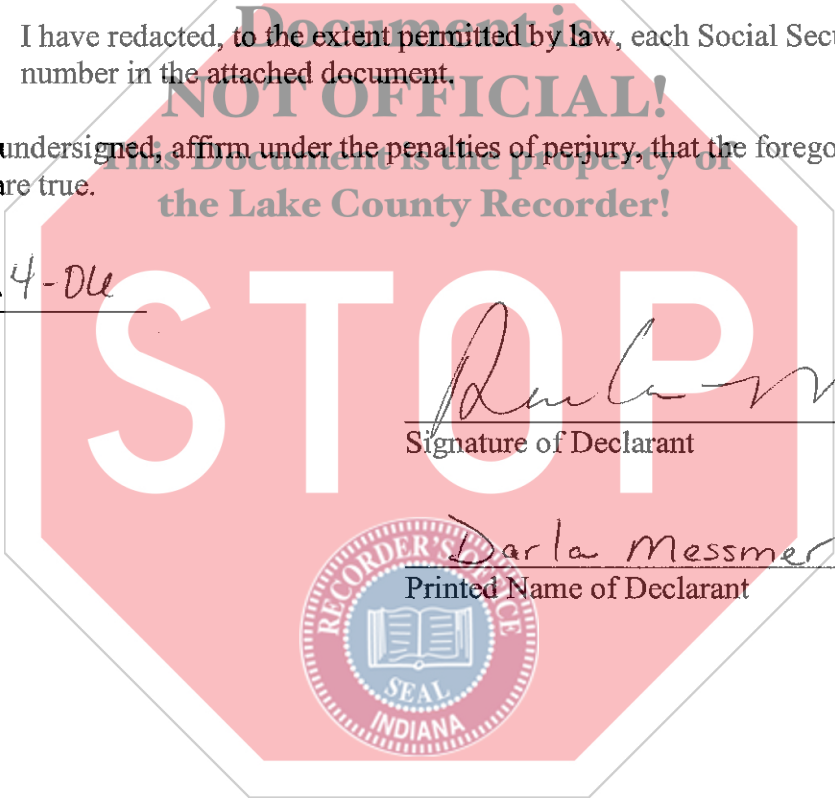 Document is
I have redacted, to the extent permitted by law, each Social Secu
number in the attached document.
NOT OFFICIAL!
undersigned, affirm under the penalties of perjury, that the forego
This Document is the property of
are true.
the Lake County Recorder!
4-06
STOP
Signature of Declarant
Darla Messmer
Printed Name of Declarant
RECORDER'S OFFICE
SEAL
INDIANA